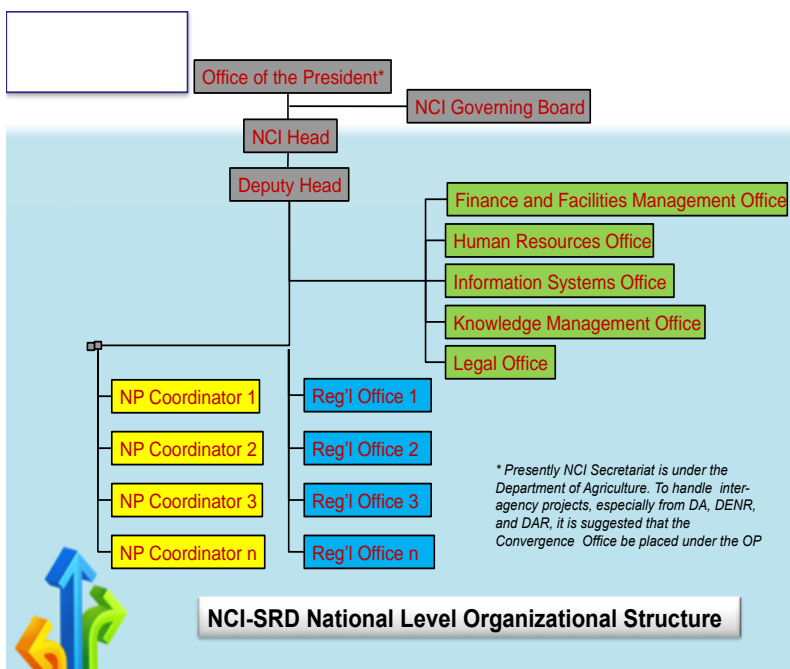 Office of the President*
NCI Governing Board
NCI Head
Deputy Head
Finance and Facilities Management Office
Human Resources Office
Information Systems Office
Knowledge Management Office
Legal Office
NP Coordinator 1
Reg'l Office 1
NP Coordinator 2
Reg'l Office 2
NP Coordinator 3
Reg'l Office 3
NP Coordinator n
Reg'l Office n
* Presently NCI Secretariat is under the
Department of Agriculture. To handle inter-
agency projects, especially from DA, DENR,
and DAR, it is suggested that the
Convergence Office be placed under the OP
NCI-SRD National Level Organizational Structure